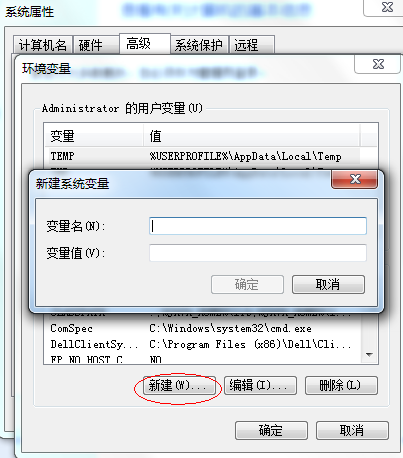 系统属性
计算机名 硬件 高级 系统保护 远程
环境变量
Administrator 的用户变量(U)
变量 值
TEMP %USERPROFILE%\AppData\Local\Temp
新建系统变量
变量名(N):
变量值(V):
确定 取消
ComSpec C:\Windows\system32\cmd.exe
DellClientSy... C:\Program Files (x86)\Dell\Cli...
FP_NO_HOST_C... NO
新建(W)... 编辑(I)... 删除(L)
确定 取消